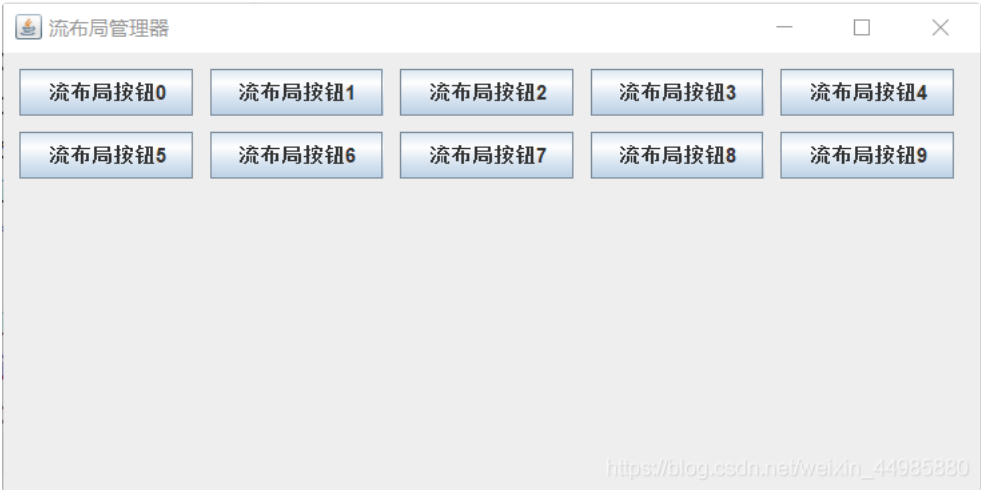 流布局管理器
流布局按钮0 流布局按钮1 流布局按钮2 流布局按钮3 流布局按钮4
流布局按钮5 流布局按钮6 流布局按钮7 流布局按钮8 流布局按钮9
https://blog.csdn.net/weixin_44985880